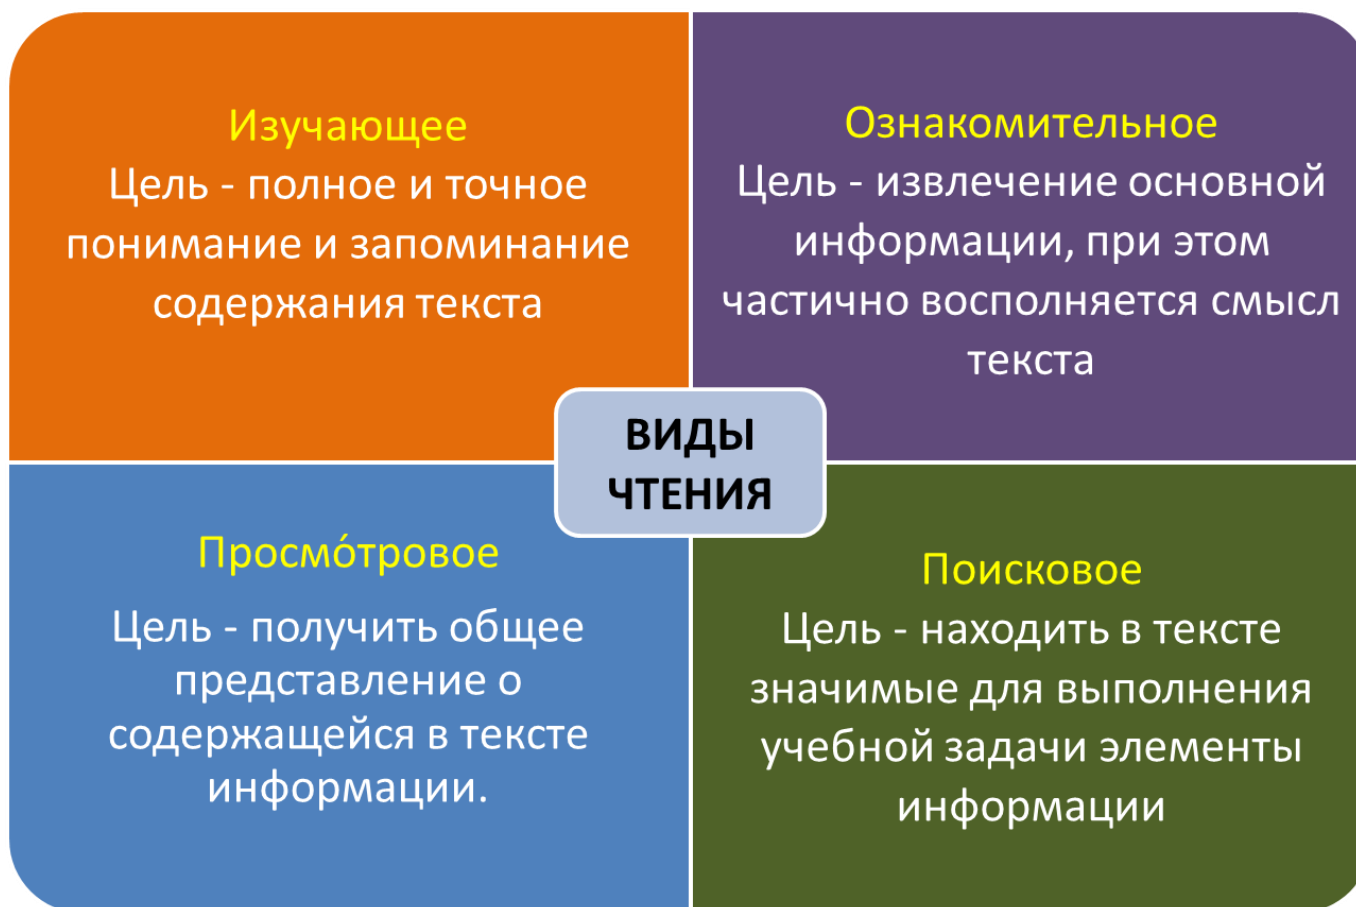 Изучающее
Цель - полное и точное
понимание и запоминание
содержания текста
Ознакомительное
Цель - извлечение основной
информации, при этом
частично восполняется смысл
текста
ВИДЫ
ЧТЕНИЯ
Просмо́тровое
Цель - получить общее
представление о
содержащейся в тексте
информации.
Поисковое
Цель - находить в тексте
значимые для выполнения
учебной задачи элементы
информации